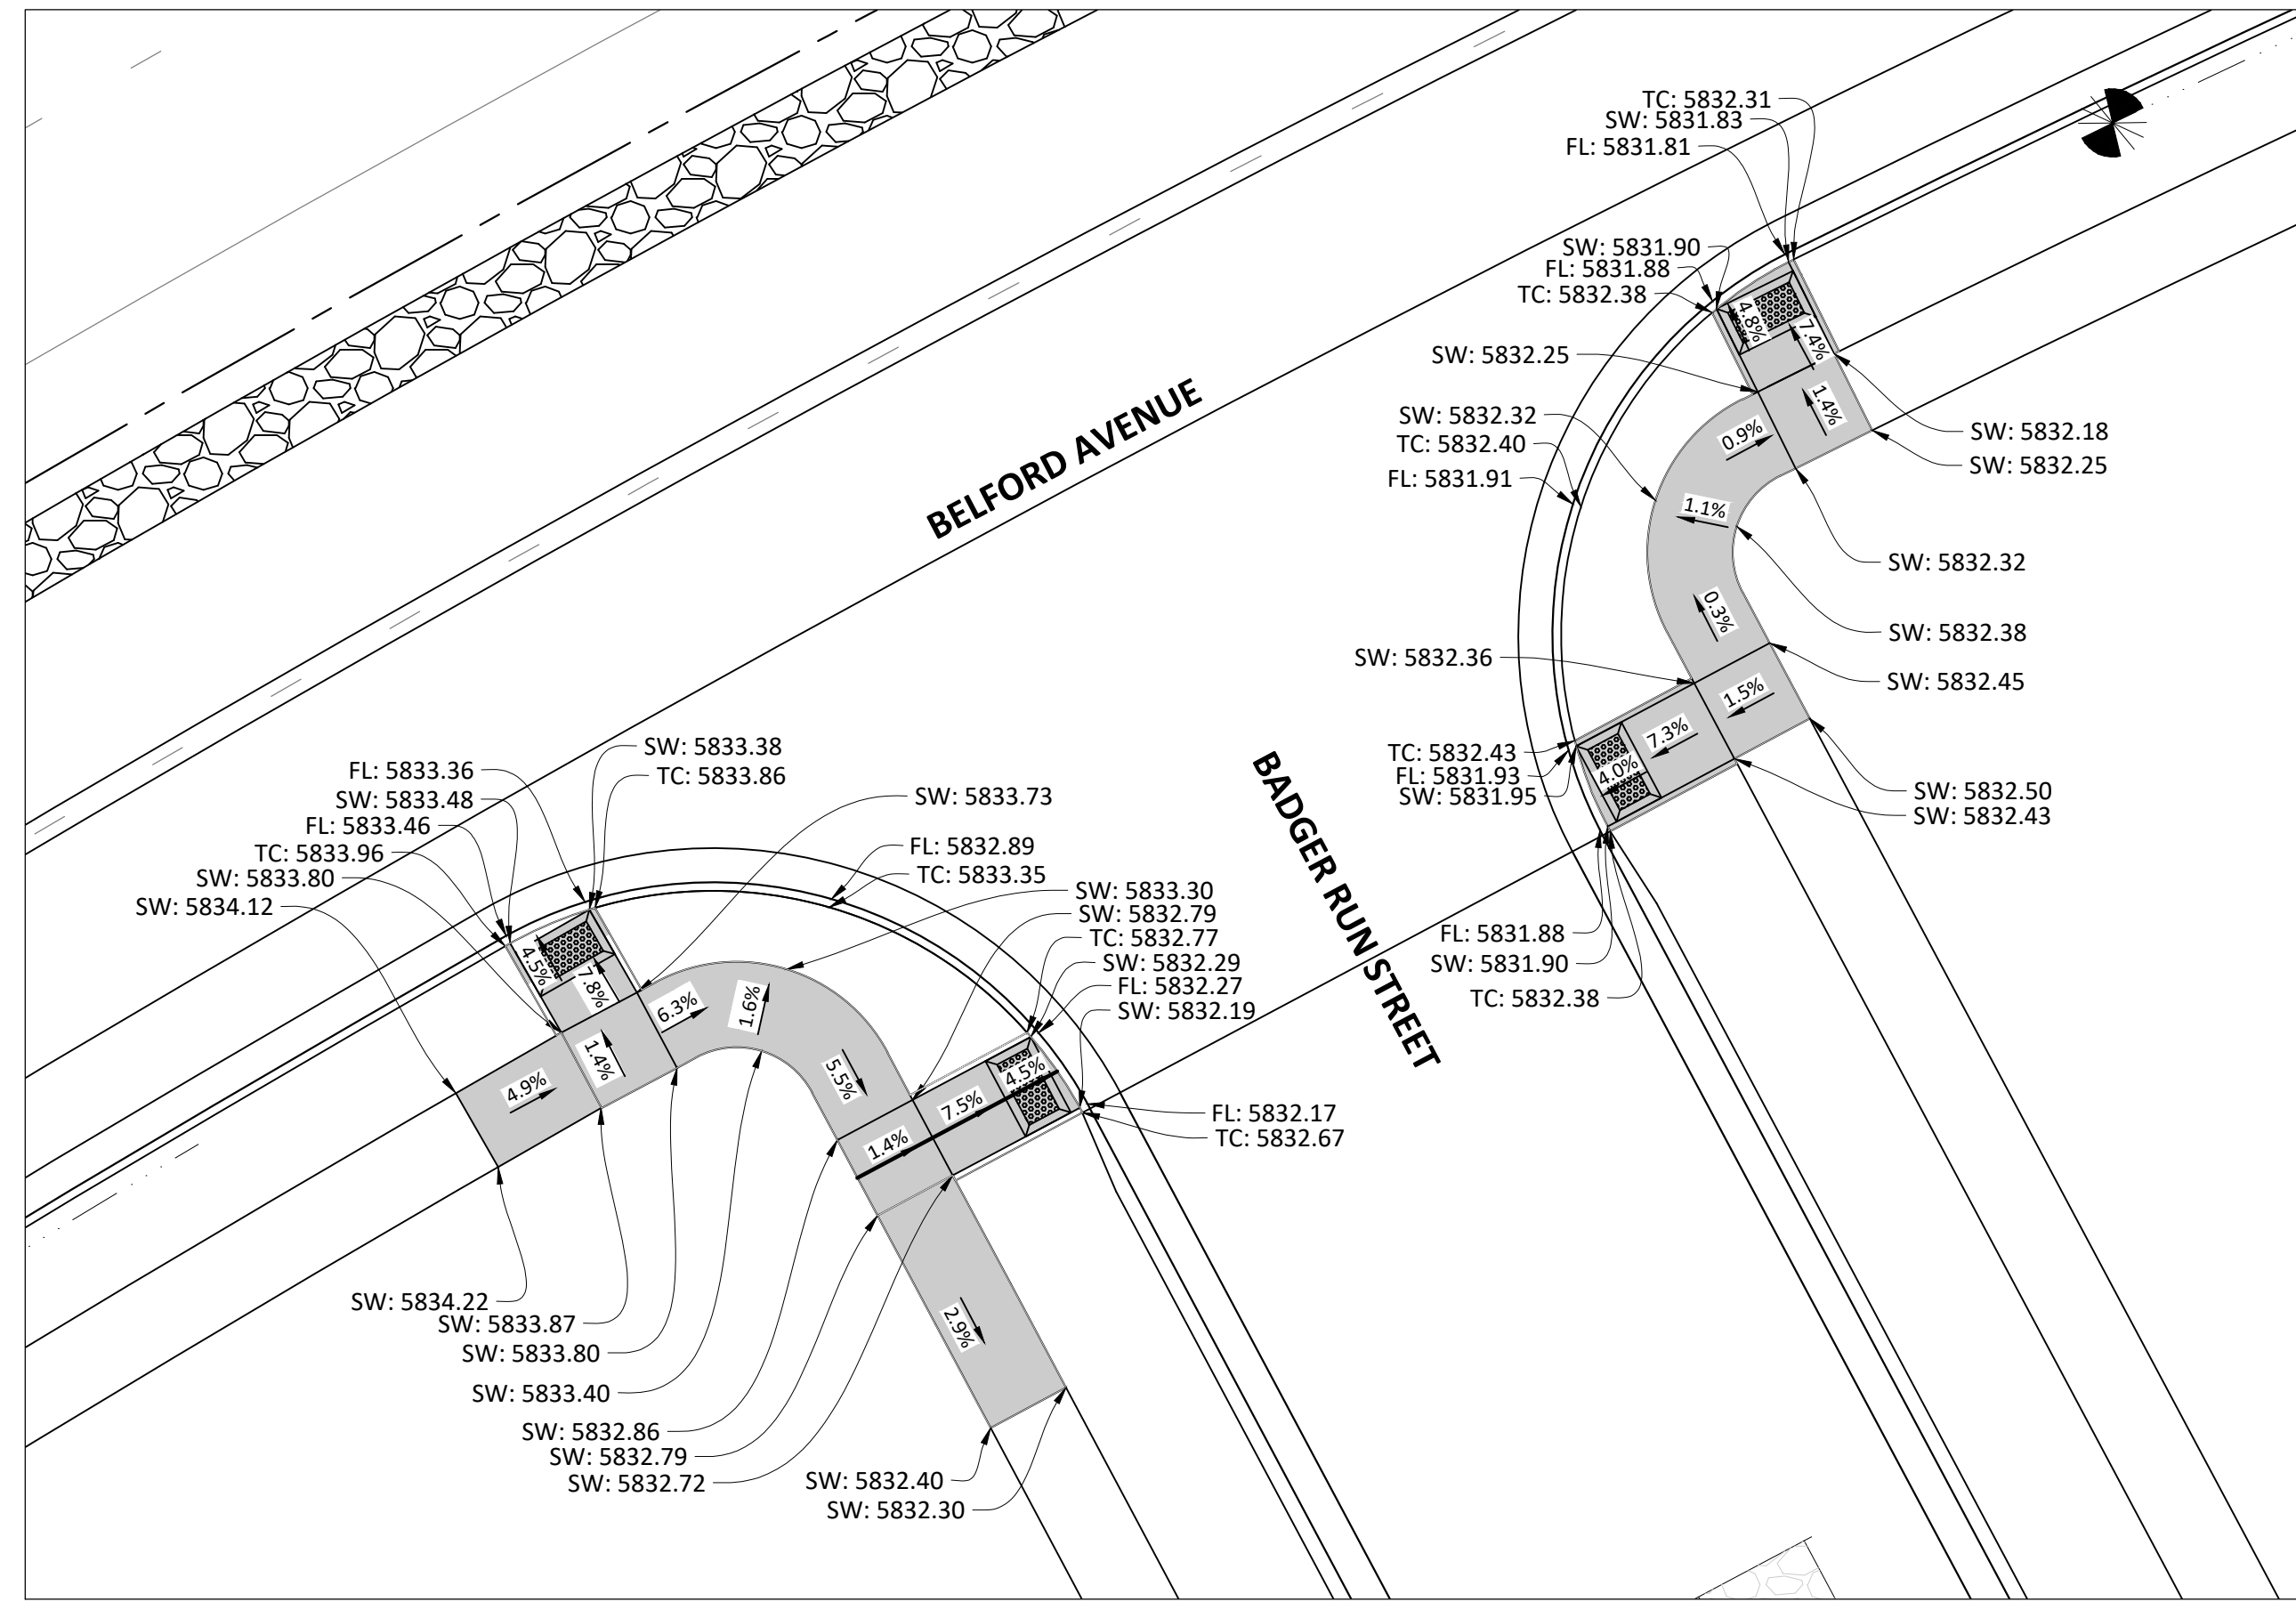 TC: 5832.31
SW: 5831.83
FL: 5831.81
SW: 5831.90
FL: 5831.88
TC: 5832.38
4.8%
7.4%
SW: 5832.25
1.4%
SW: 5832.32
TC: 5832.40
FL: 5831.91
0.9%
SW: 5832.18
SW: 5832.25
1.1%
SW: 5832.32
BELFORD AVENUE
0.3%
SW: 5832.38
SW: 5832.36
SW: 5832.45
1.5%
7.3%
TC: 5832.43
FL: 5831.93
SW: 5831.95
4.0%
SW: 5832.50
SW: 5832.43
BADGER RUN STREET
FL: 5831.88
SW: 5831.90
TC: 5832.38
SW: 5833.38
TC: 5833.86
FL: 5833.36
SW: 5833.48
FL: 5833.46
TC: 5833.96
SW: 5833.80
SW: 5834.12
SW: 5833.73
FL: 5832.89
TC: 5833.35
SW: 5833.30
SW: 5832.79
TC: 5832.77
SW: 5832.29
FL: 5832.27
SW: 5832.19
4.5%
7.8%
6.3%
1.6%
4.9%
1.4%
5.5%
4.5%
7.5%
1.4%
FL: 5832.17
TC: 5832.67
2.9%
SW: 5834.22
SW: 5833.87
SW: 5833.80
SW: 5833.40
SW: 5832.86
SW: 5832.79
SW: 5832.72
SW: 5832.40
SW: 5832.30